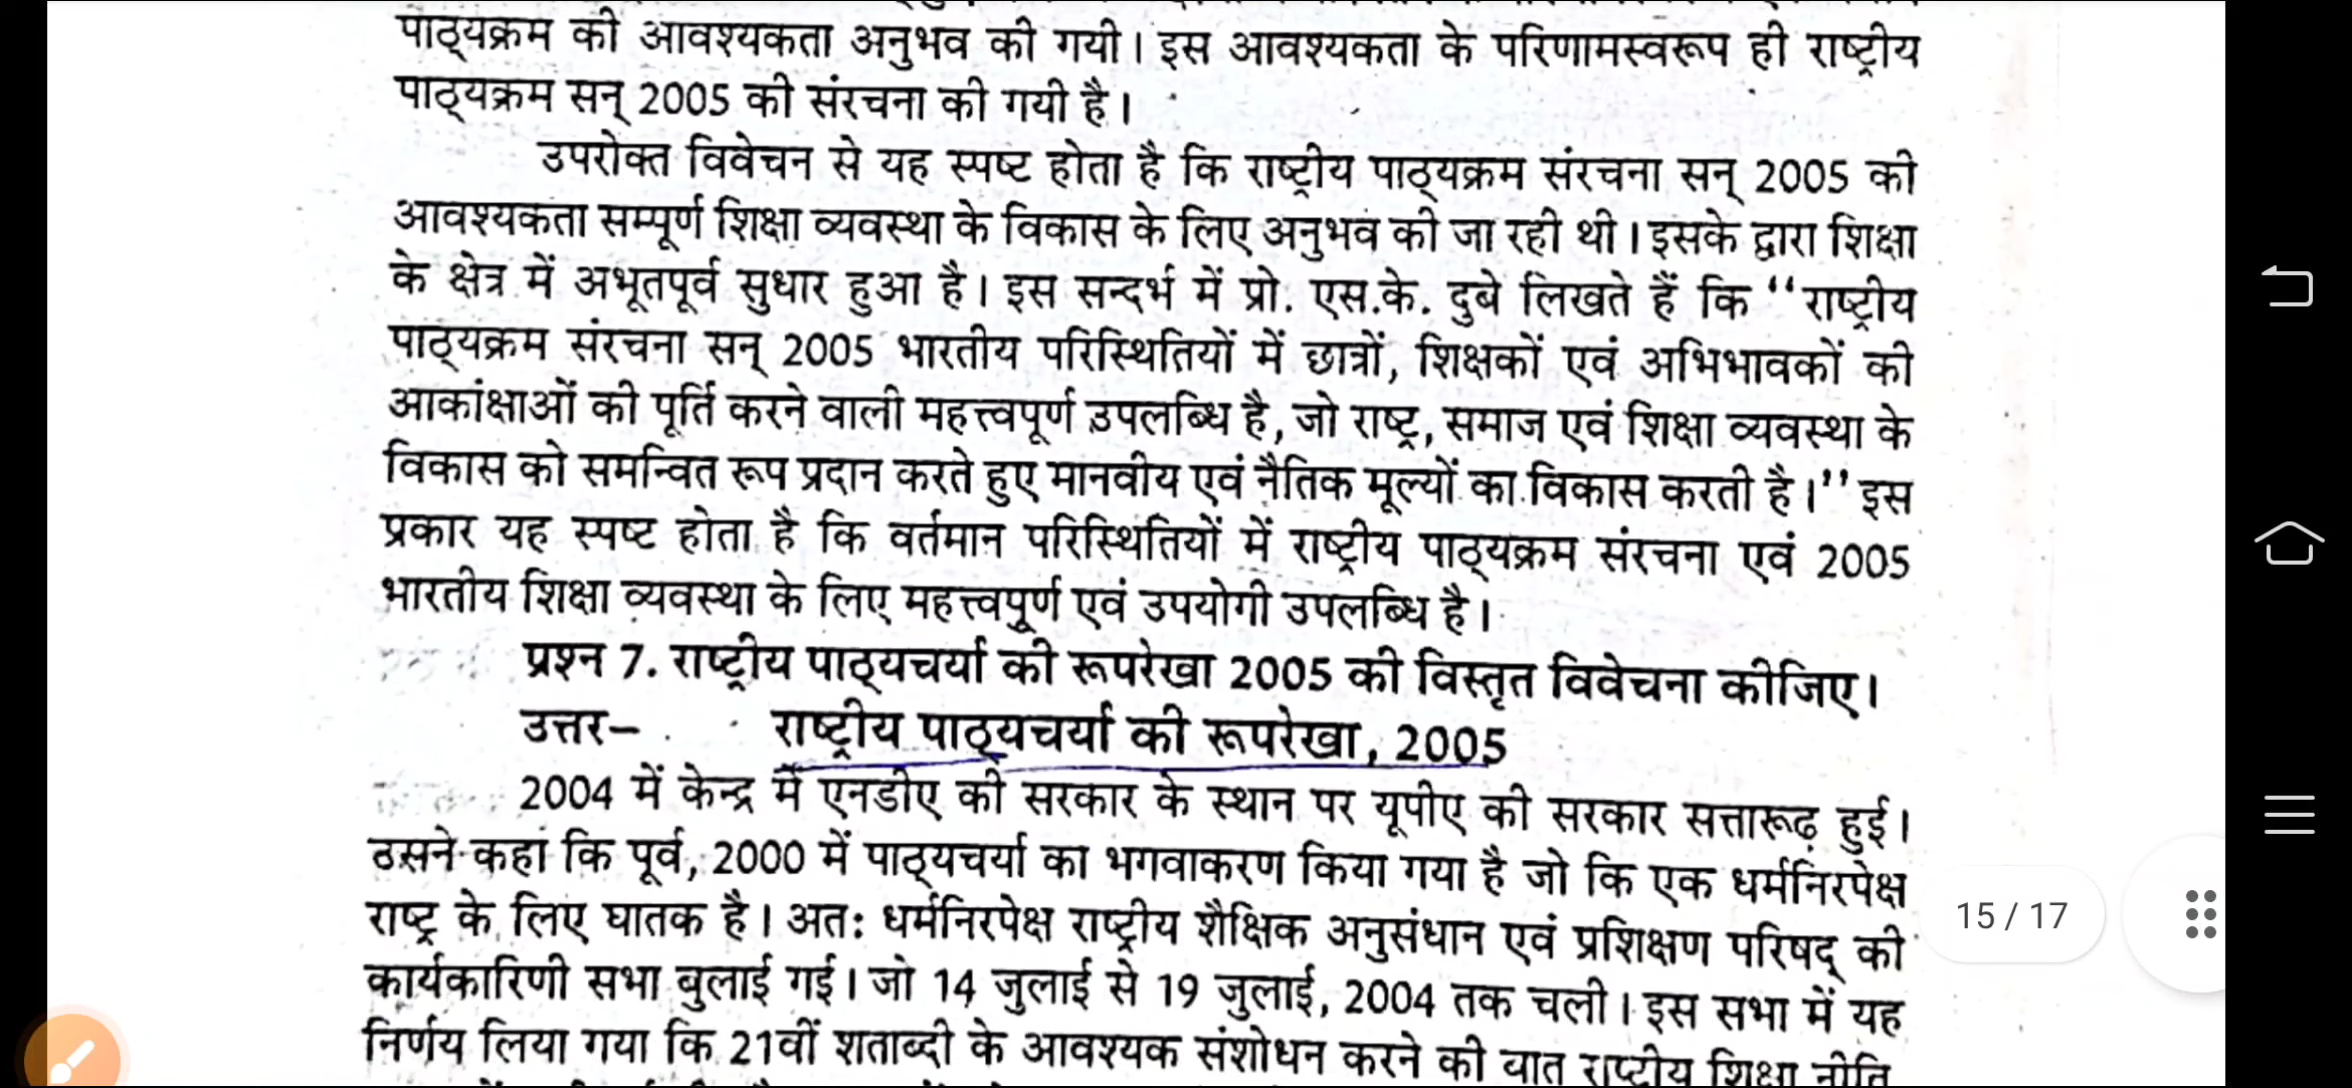 पाठ्यक्रम की आवश्यकता अनुभव की गयी। इस आवश्यकता के परिणामस्वरूप ही राष्ट्रीय
पाठ्यक्रम सन् 2005 की संरचना की गयी है।
उपरोक्त विवेचन से यह स्पष्ट होता है कि राष्ट्रीय पाठ्यक्रम संरचना सन् 2005 की
आवश्यकता सम्पूर्ण शिक्षा व्यवस्था के विकास के लिए अनुभव की जा रही थी। इसके द्वारा शिक्षा
के क्षेत्र में अभूतपूर्व सुधार हुआ है। इस सन्दर्भ में प्रो. एस.के. दुबे लिखते हैं कि ‘‘राष्ट्रीय
पाठ्यक्रम संरचना सन् 2005 भारतीय परिस्थितियों में छात्रों, शिक्षकों एवं अभिभावकों की
आकांक्षाओं की पूर्ति करने वाली महत्त्वपूर्ण उपलब्धि है, जो राष्ट्र, समाज एवं शिक्षा व्यवस्था के
विकास को समन्वित रूप प्रदान करते हुए मानवीय एवं नैतिक मूल्यों का विकास करती है।’’ इस
प्रकार यह स्पष्ट होता है कि वर्तमान परिस्थितियों में राष्ट्रीय पाठ्यक्रम संरचना एवं 2005
भारतीय शिक्षा व्यवस्था के लिए महत्त्वपूर्ण एवं उपयोगी उपलब्धि है।
प्रश्न 7. राष्ट्रीय पाठ्यचर्या की रूपरेखा 2005 की विस्तृत विवेचना कीजिए।
उत्तर– राष्ट्रीय पाठ्यचर्या की रूपरेखा, 2005
2004 में केन्द्र में एनडीए की सरकार के स्थान पर यूपीए की सरकार सत्तारूढ़ हुई।
उसने कहा कि पूर्व, 2000 में पाठ्यचर्या का भगवाकरण किया गया है जो कि एक धर्मनिरपेक्ष
राष्ट्र के लिए घातक है। अतः धर्मनिरपेक्ष राष्ट्रीय शैक्षिक अनुसंधान एवं प्रशिक्षण परिषद् की
कार्यकारिणी सभा बुलाई गई। जो 14 जुलाई से 19 जुलाई, 2004 तक चली। इस सभा में यह
निर्णय लिया गया कि 21वीं शताब्दी के आवश्यक संशोधन करने की बात राष्ट्रीय शिक्षा नीति
15 / 17